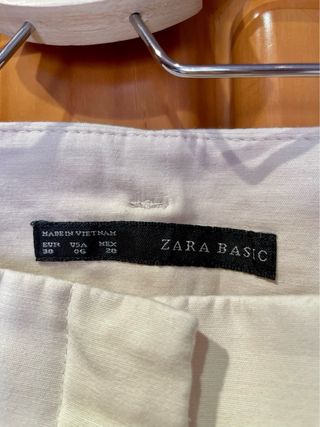 MADE IN VIETNAM
EUR USA MEX
38 06 28
ZARA BASIC